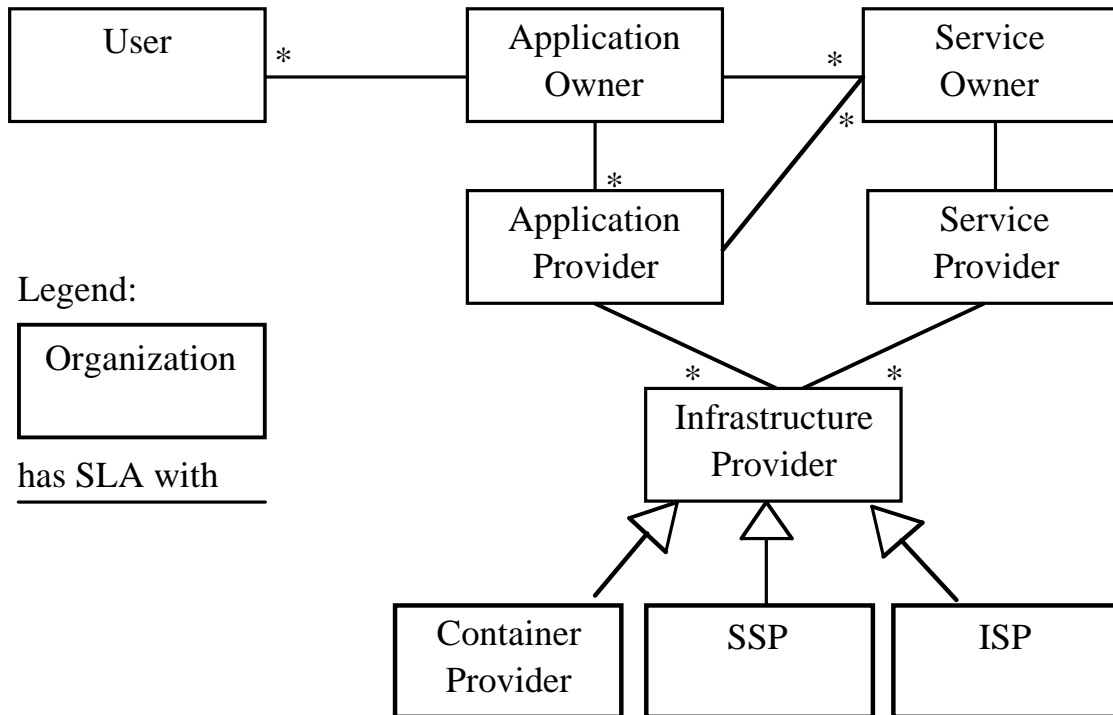 User
*
Application
Owner
*
Service
Owner
*
*
Application
Provider
Service
Provider
Legend:
Organization
has SLA with
*
*
Infrastructure
Provider
Container
Provider
SSP
ISP